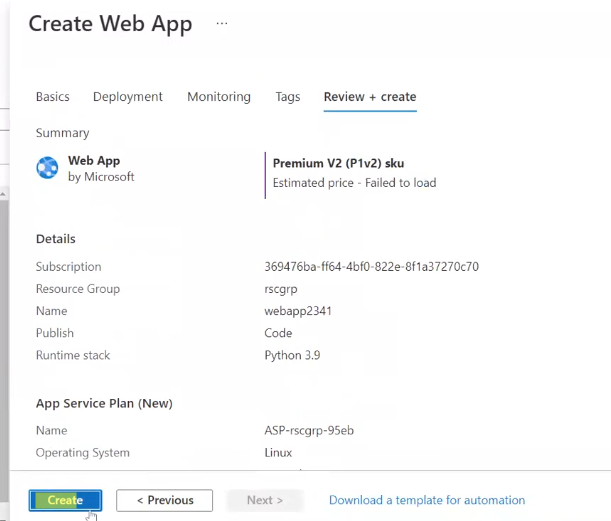 Create Web App ...
Basics Deployment Monitoring Tags Review + create
Summary
Web App
by Microsoft
Premium V2 (P1v2) sku
Estimated price - Failed to load
Details
Subscription 369476ba-ff64-4bf0-822e-8f1a37270c70
Resource Group rscgrp
Name webapp2341
Publish Code
Runtime stack Python 3.9
App Service Plan (New)
Name ASP-rscgrp-95eb
Operating System Linux
Create < Previous Next > Download a template for automation